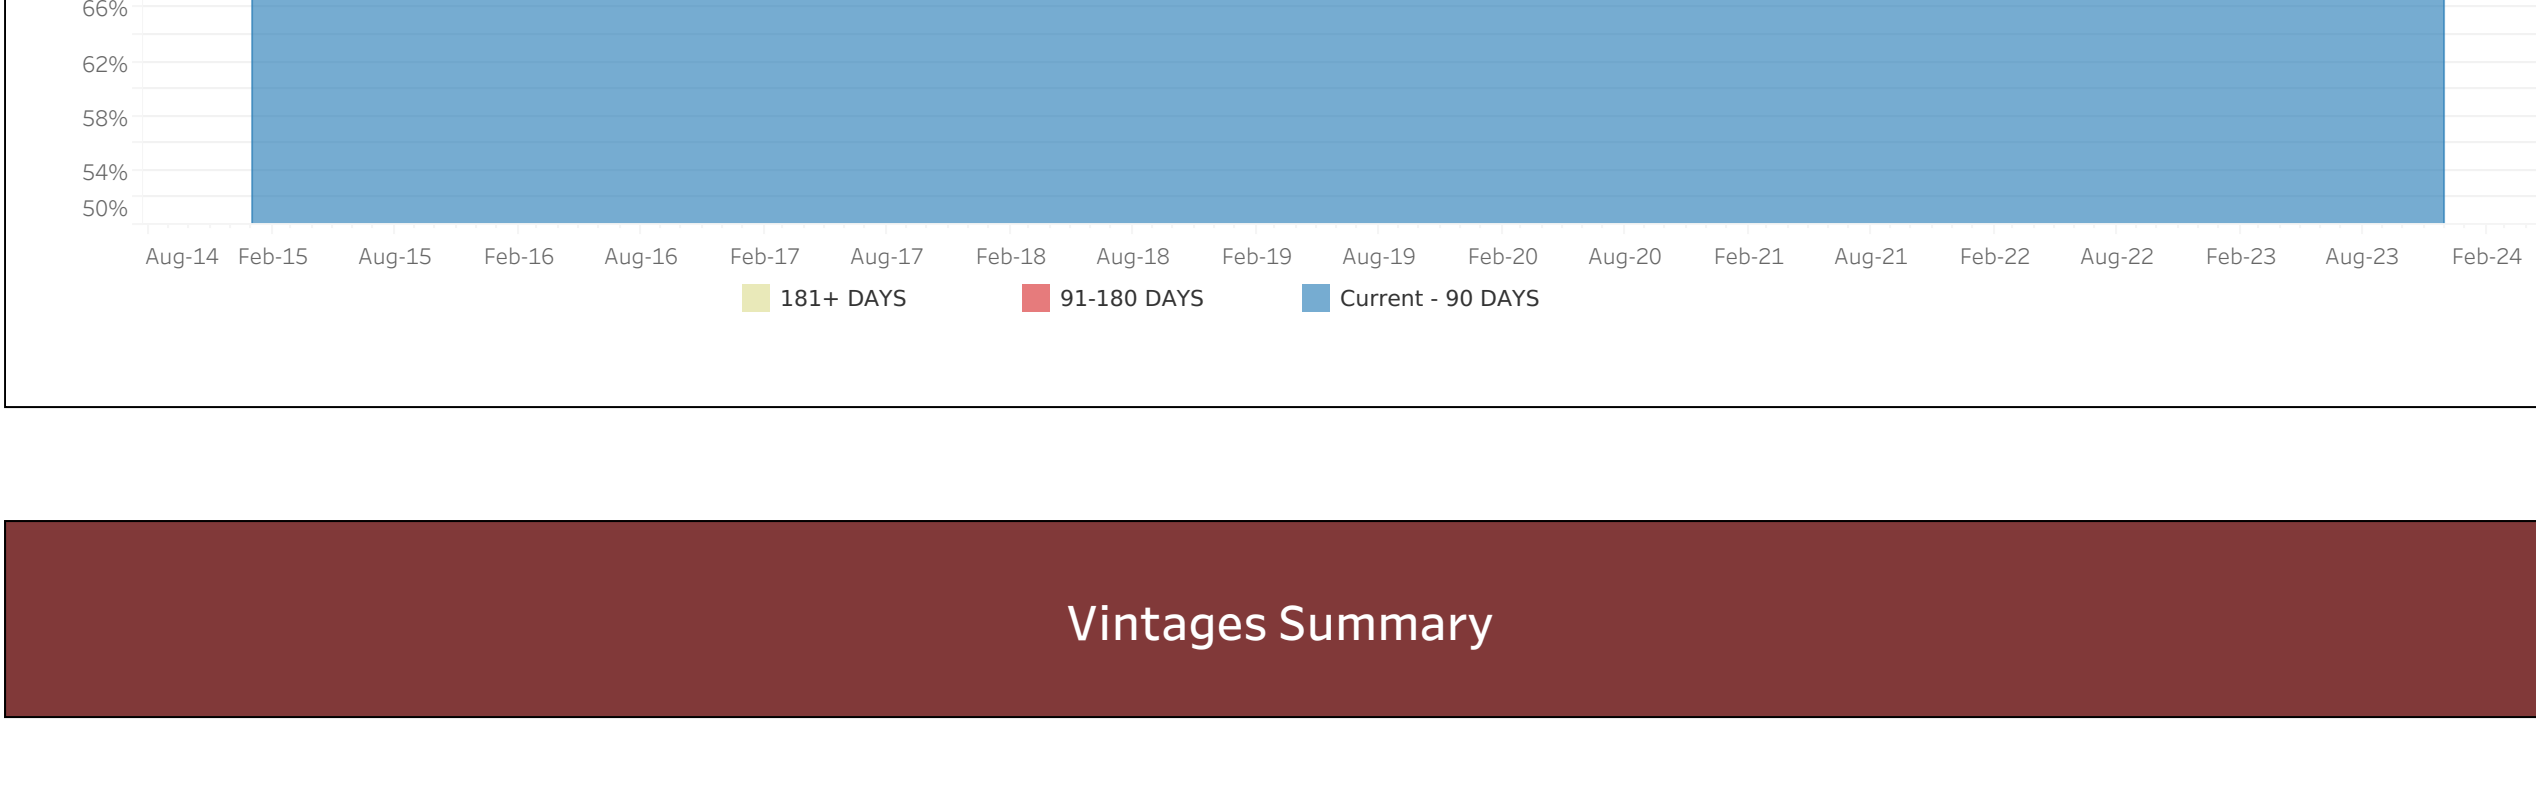 66%
62%
58%
54%
50%
Aug-14 Feb-15 Aug-15 Feb-16 Aug-16 Feb-17 Aug-17 Feb-18 Aug-18 Feb-19 Aug-19 Feb-20 Aug-20 Feb-21 Aug-21 Feb-22 Aug-22 Feb-23 Aug-23 Feb-24
181+ DAYS 91-180 DAYS Current - 90 DAYS
Vintages Summary